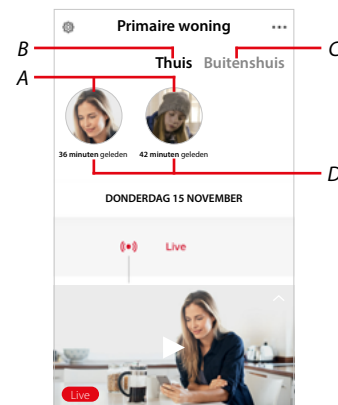 Primaire woning
B
C
Thuis Buitenshuis
A
36 minuten geleden 42 minuten geleden
D
DONDERDAG 15 NOVEMBER
Live
Live